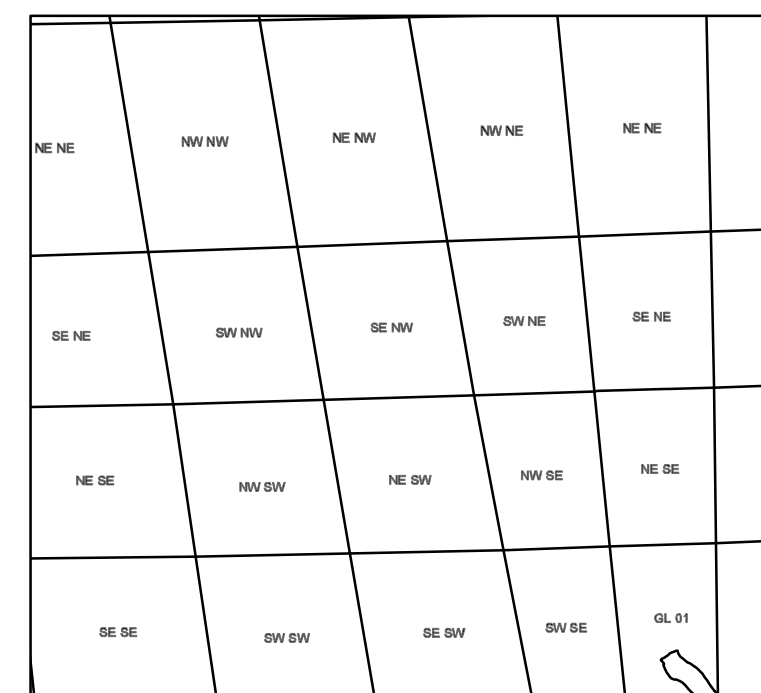 NE NE
NW NW
NE NW
NW NE
NE NE
SE NE
SW NW
SE NW
SW NE
SE NE
NE SE
NW SW
NE SW
NW SE
NE SE
SE SE
SW SW
SE SW
SW SE
GL 01